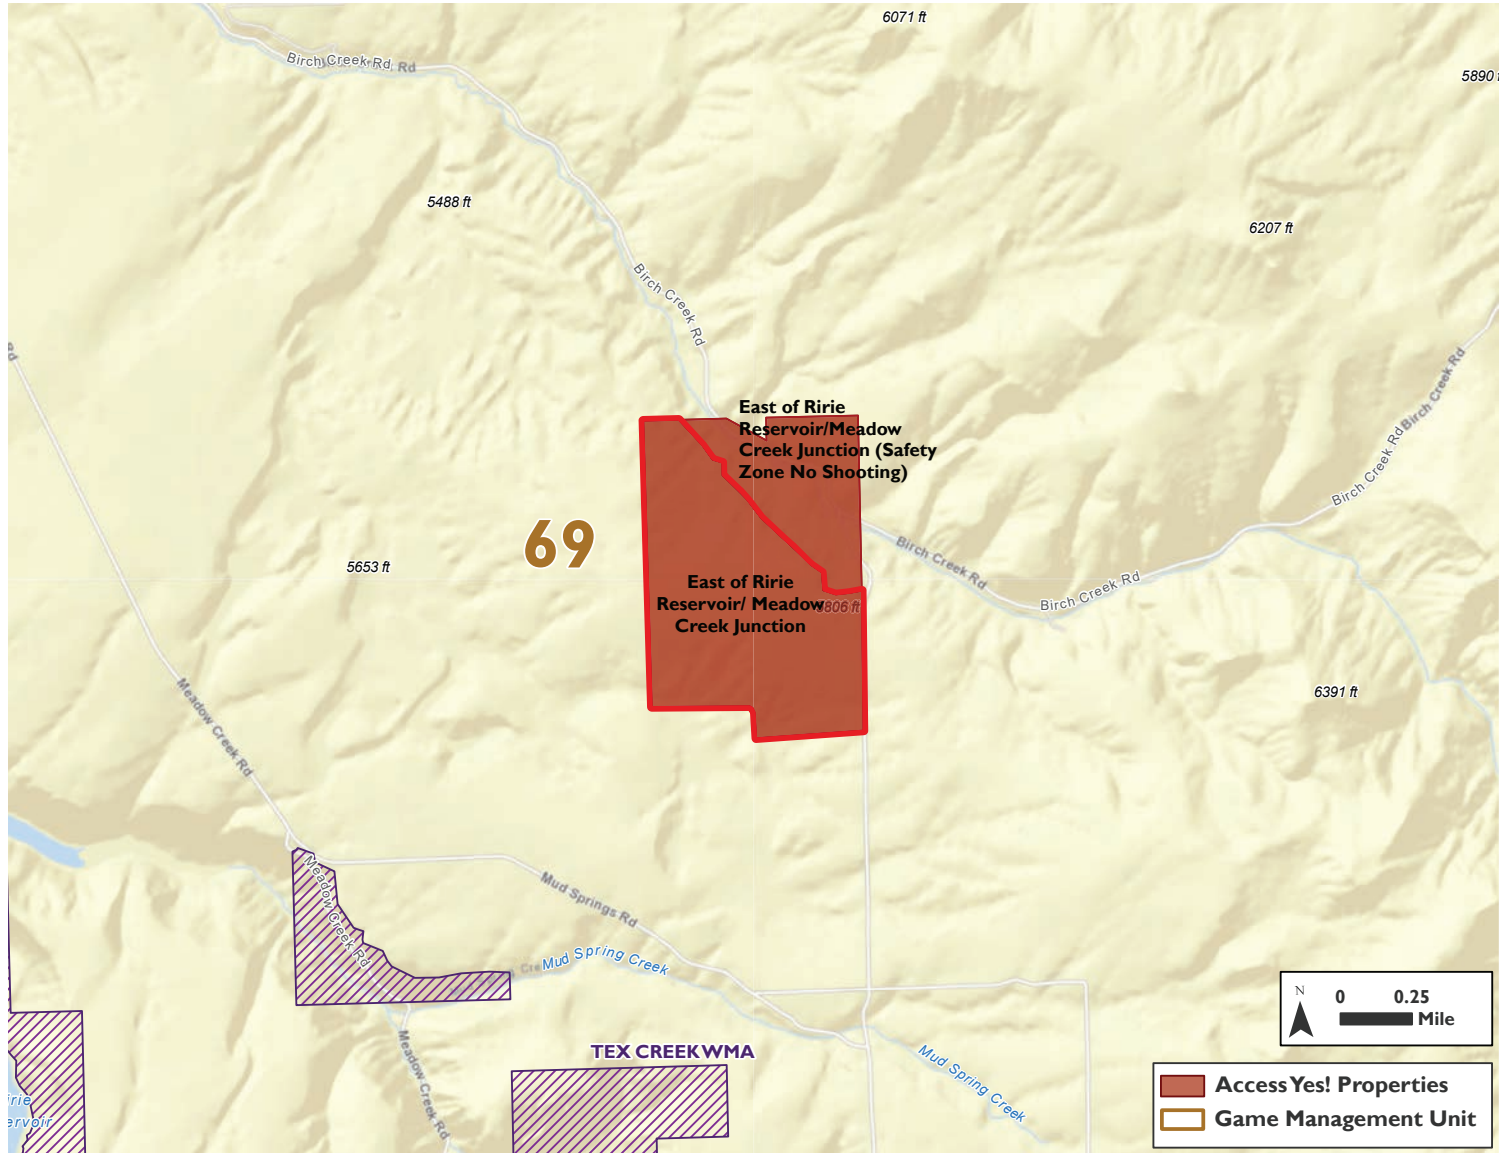 6071 ft
Birch Creek Rd
Rd
5890
5488 ft
6207 ft
Birch Creek Rd
Rd
Birch Creek Rd
East of Ririe
Reservoir/Meadow
Creek Junction (Safety
Zone No Shooting)
Birch Creek Rd
69
Birch Creek Rd
5653 ft
Birch Creek Rd
East of Ririe
Reservoir/ Meadow
Creek Junction
5806 ft
Meadow Creek Rd
6391 ft
Meadow Creek Rd
Mud Springs Rd
Mud Spring Creek
N
0 0.25
Mile
TEX CREEK WMA
Meadow Creek Rd
Mud Spring Creek
Access Yes! Properties
Game Management Unit